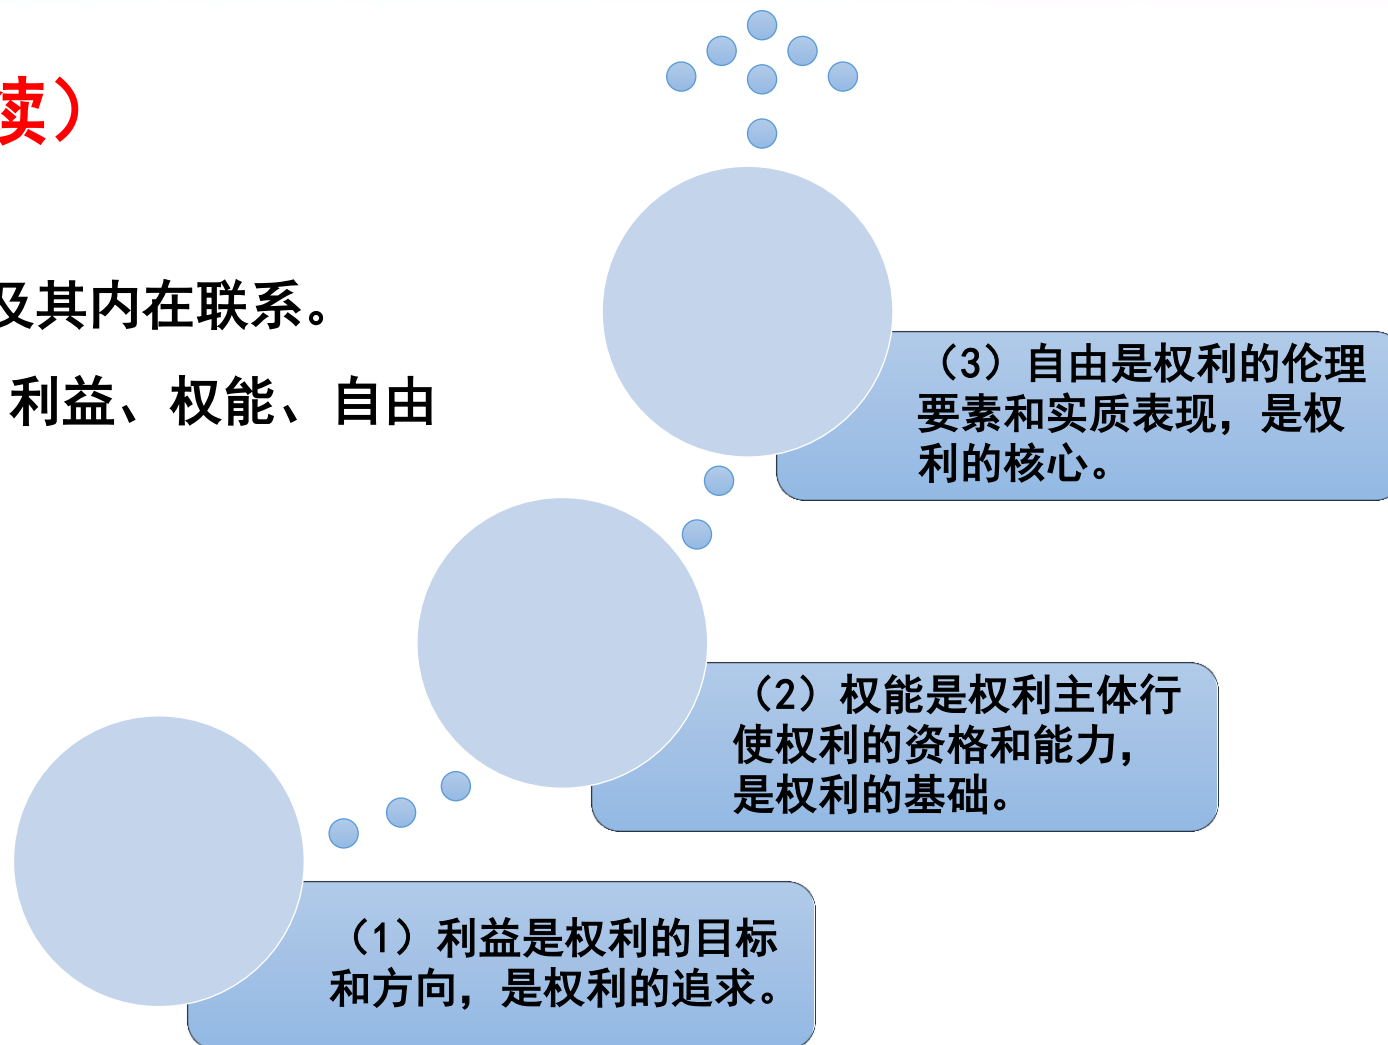 续）
及其内在联系。
利益、权能、自由
（3）自由是权利的伦理
要素和实质表现，是权
利的核心。
（2）权能是权利主体行
使权利的资格和能力，
是权利的基础。
（1）利益是权利的目标
和方向，是权利的追求。